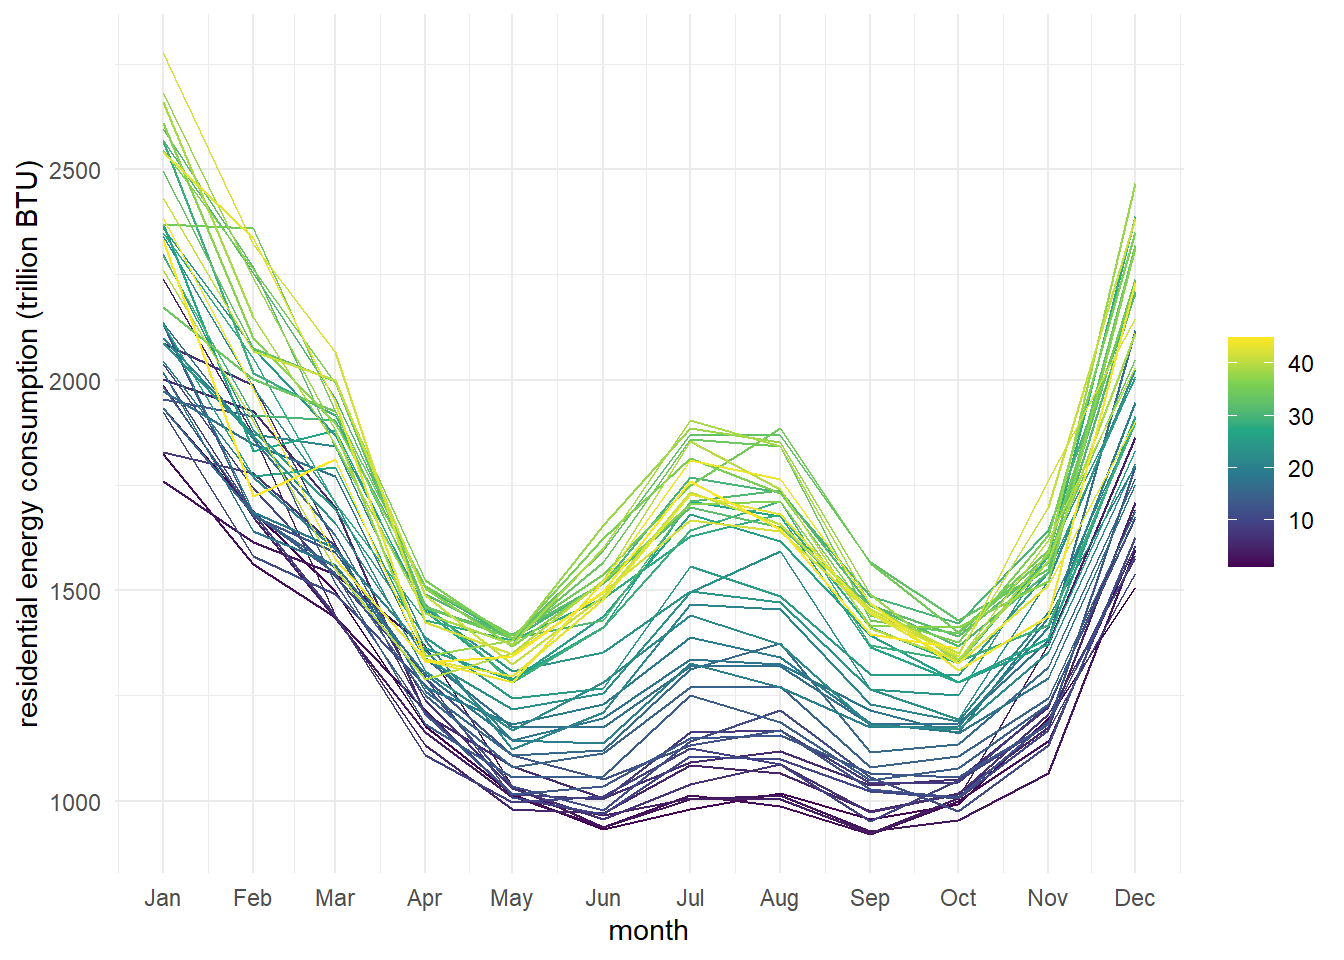 residential energy consumption (trillion BTU)
2500
2000
1500
1000
Jan Feb Mar Apr May Jun Jul Aug Sep Oct Nov Dec
month
40
30
20
10